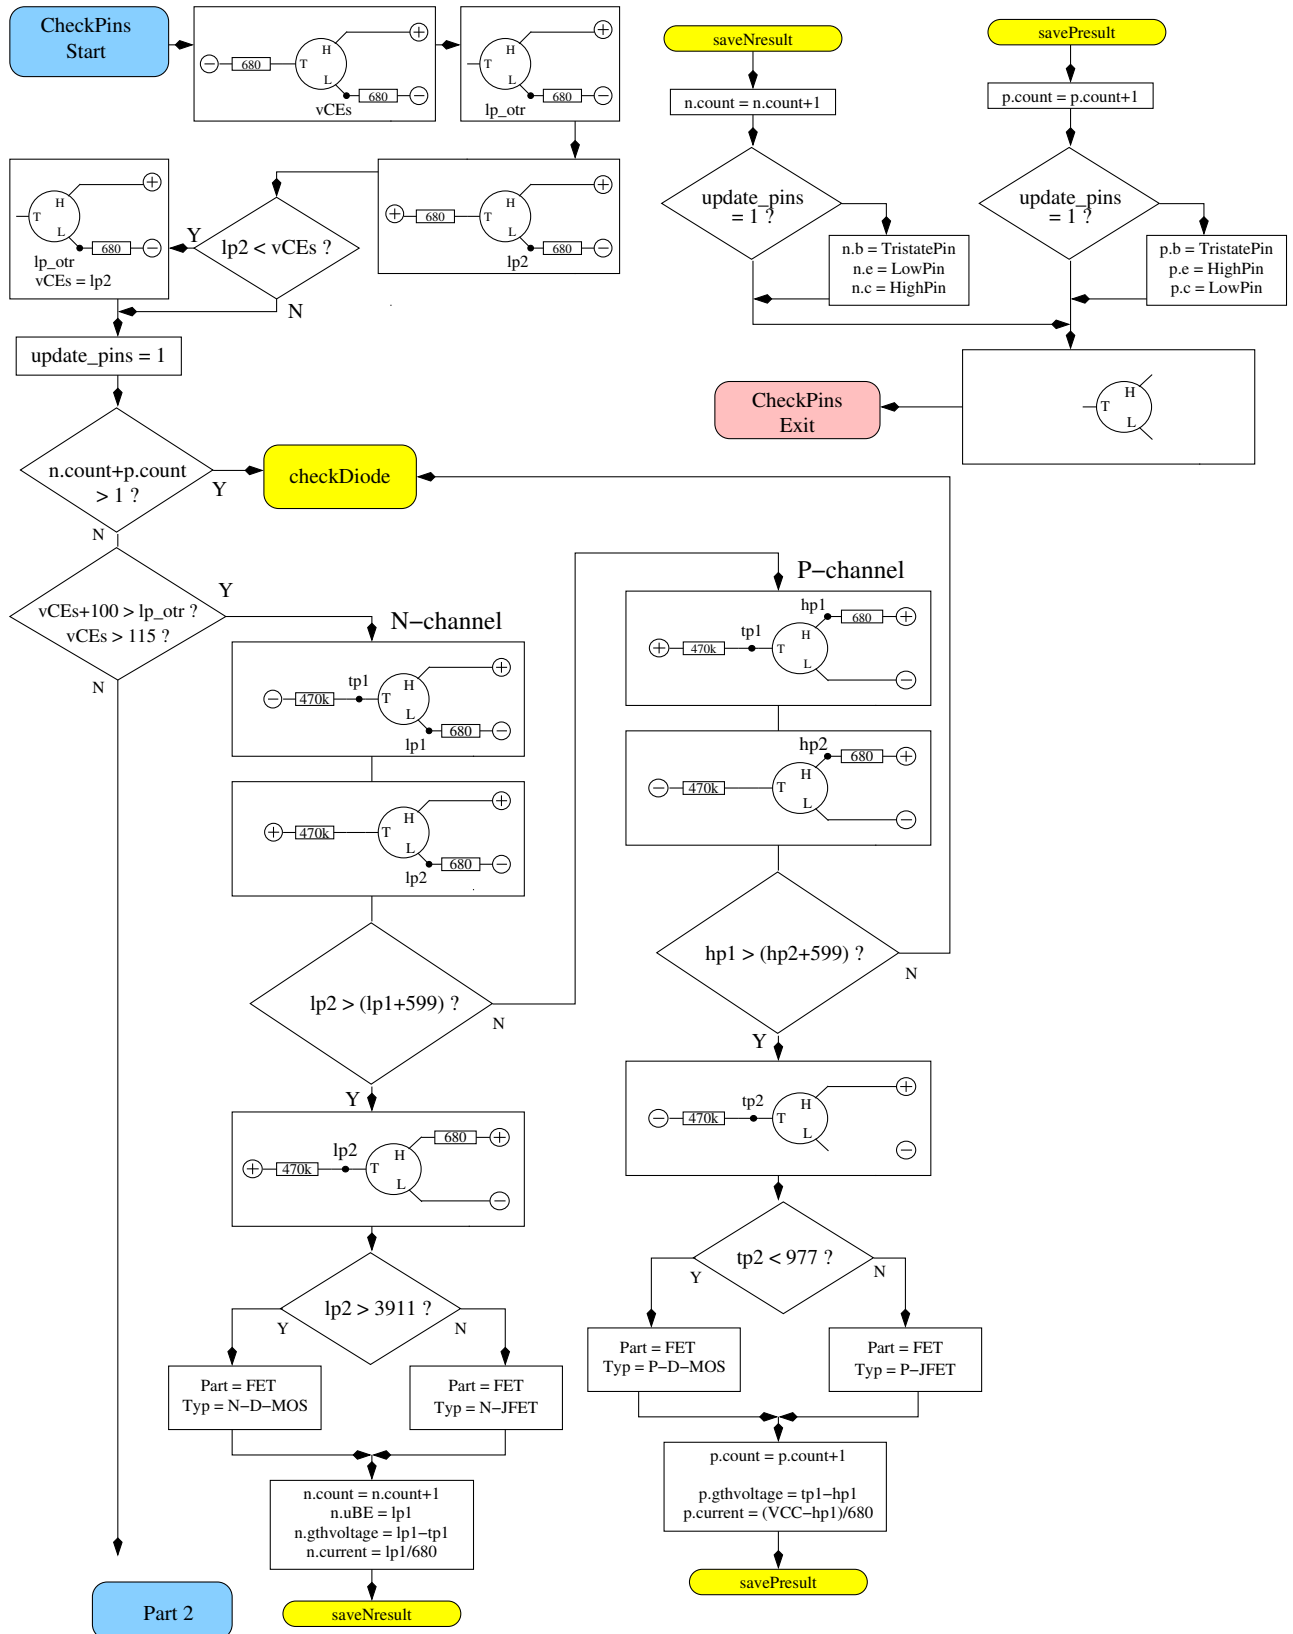 CheckPins
Start
H
T
L
680
680
vCEs
H
T
L
680
lp_otr
saveNresult
n.count = n.count+1
update_pins
= 1 ?
n.b = TristatePin
n.e = LowPin
n.c = HighPin
savePresult
p.count = p.count+1
update_pins
= 1 ?
p.b = TristatePin
p.e = HighPin
p.c = LowPin
H
T
L
680
lp_otr
vCEs = lp2
Y
lp2 < vCEs ?
N
680
H
T
L
680
lp2
update_pins = 1
H
T
L
CheckPins
Exit
n.count+p.count
> 1 ?
Y
N
checkDiode
vCEs+100 > lp_otr ?
vCEs > 115 ?
Y
N
N−channel
470k
tp1
H
T
L
680
lp1
470k
H
T
L
680
lp2
lp2 > (lp1+599) ?
N
Y
470k
lp2
H
T
L
680
lp2 > 3911 ?
Y
N
Part = FET
Typ = N−D−MOS
Part = FET
Typ = N−JFET
n.count = n.count+1
n.uBE = lp1
n.gthvoltage = lp1−tp1
n.current = lp1/680
saveNresult
P−channel
hp1
680
tp1
470k
H
T
L
hp2
680
470k
H
T
L
hp1 > (hp2+599) ?
N
Y
tp2
470k
H
T
L
tp2 < 977 ?
Y
N
Part = FET
Typ = P−D−MOS
Part = FET
Typ = P−JFET
p.count = p.count+1
p.gthvoltage = tp1−hp1
p.current = (VCC−hp1)/680
savePresult
Part 2